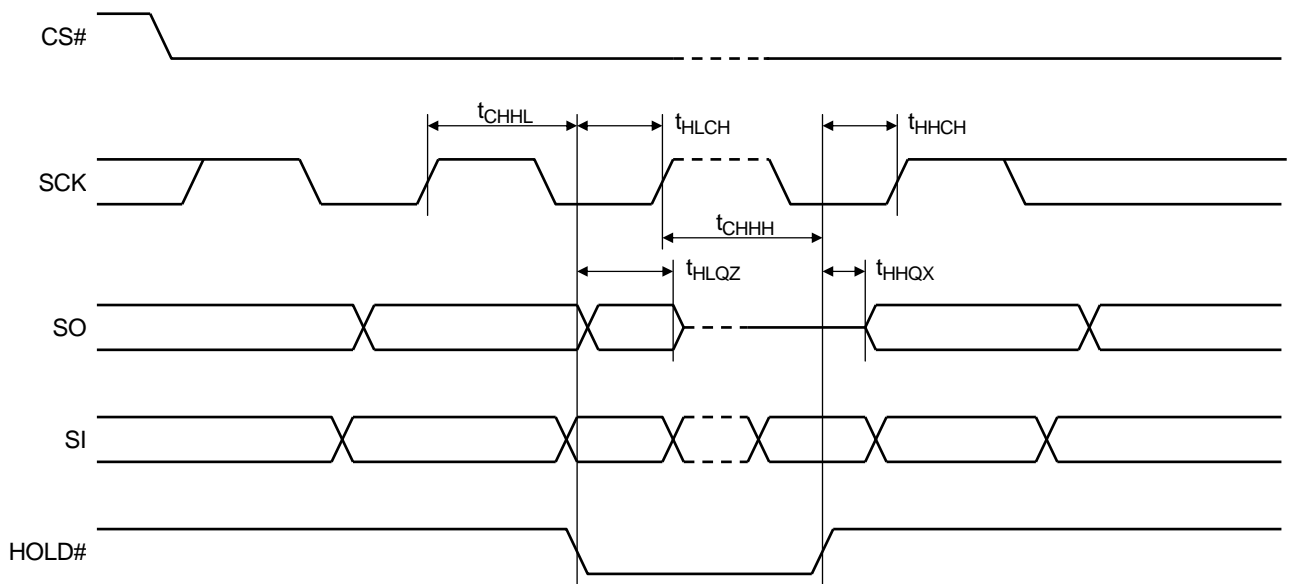 CS#
tCHHL
tHLCH
tHHCH
SCK
tCHHH
tHLQZ
tHHQX
SO
SI
HOLD#